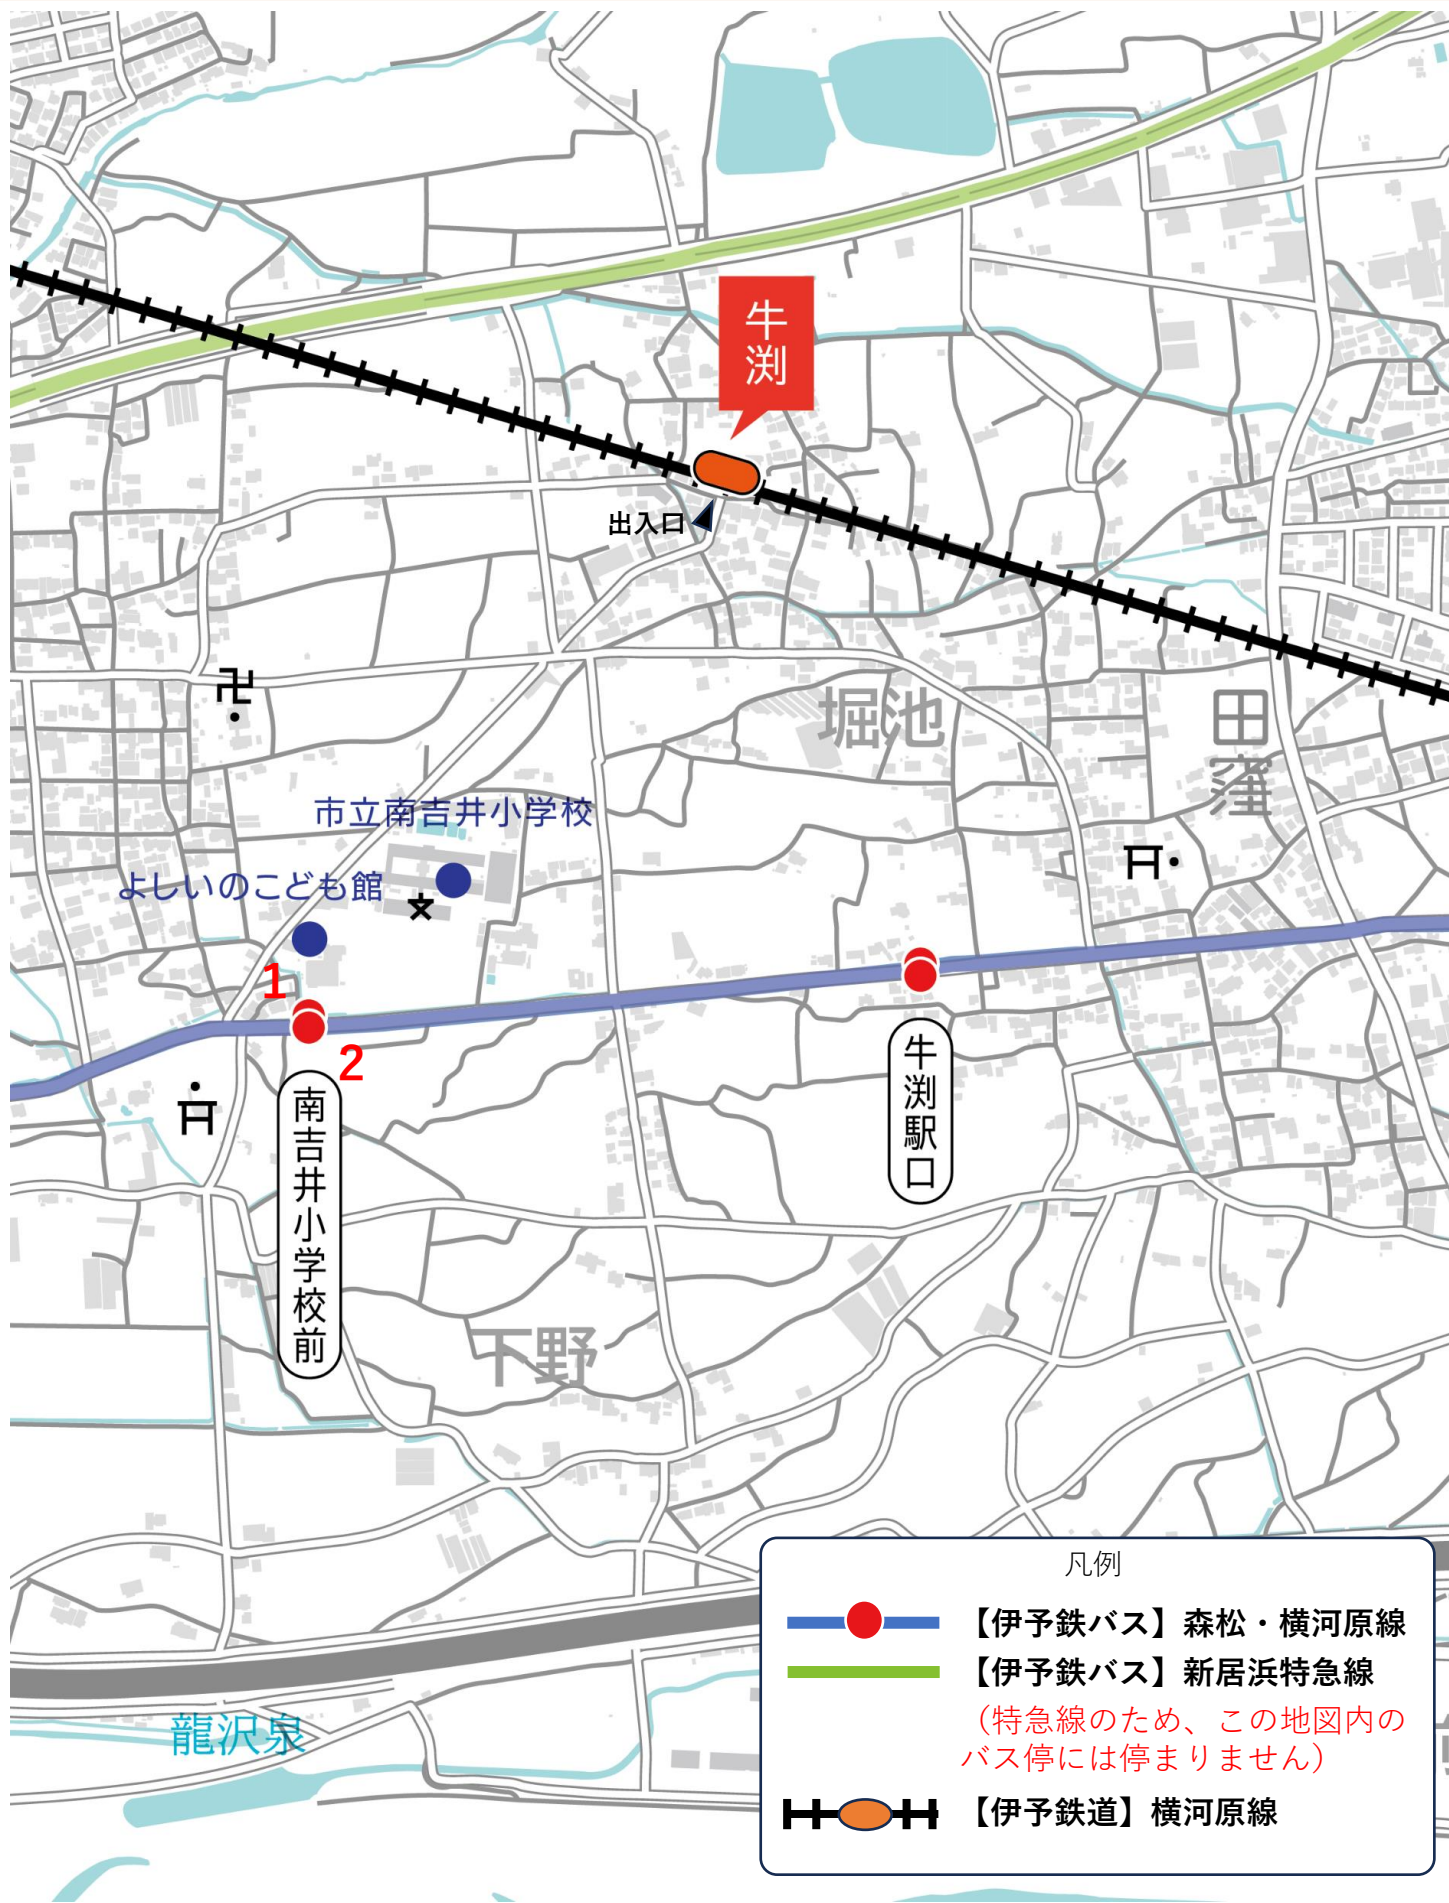 牛渕
出入口
堀池
田窪
市立南吉井小学校
よしいのこども館
1
2
南吉井小学校前
牛渕駅口
下野
龍沢泉
凡例
【伊予鉄バス】森松・横河原線
【伊予鉄バス】新居浜特急線
（特急線のため、この地図内の
バス停には停まりません）
【伊予鉄道】横河原線